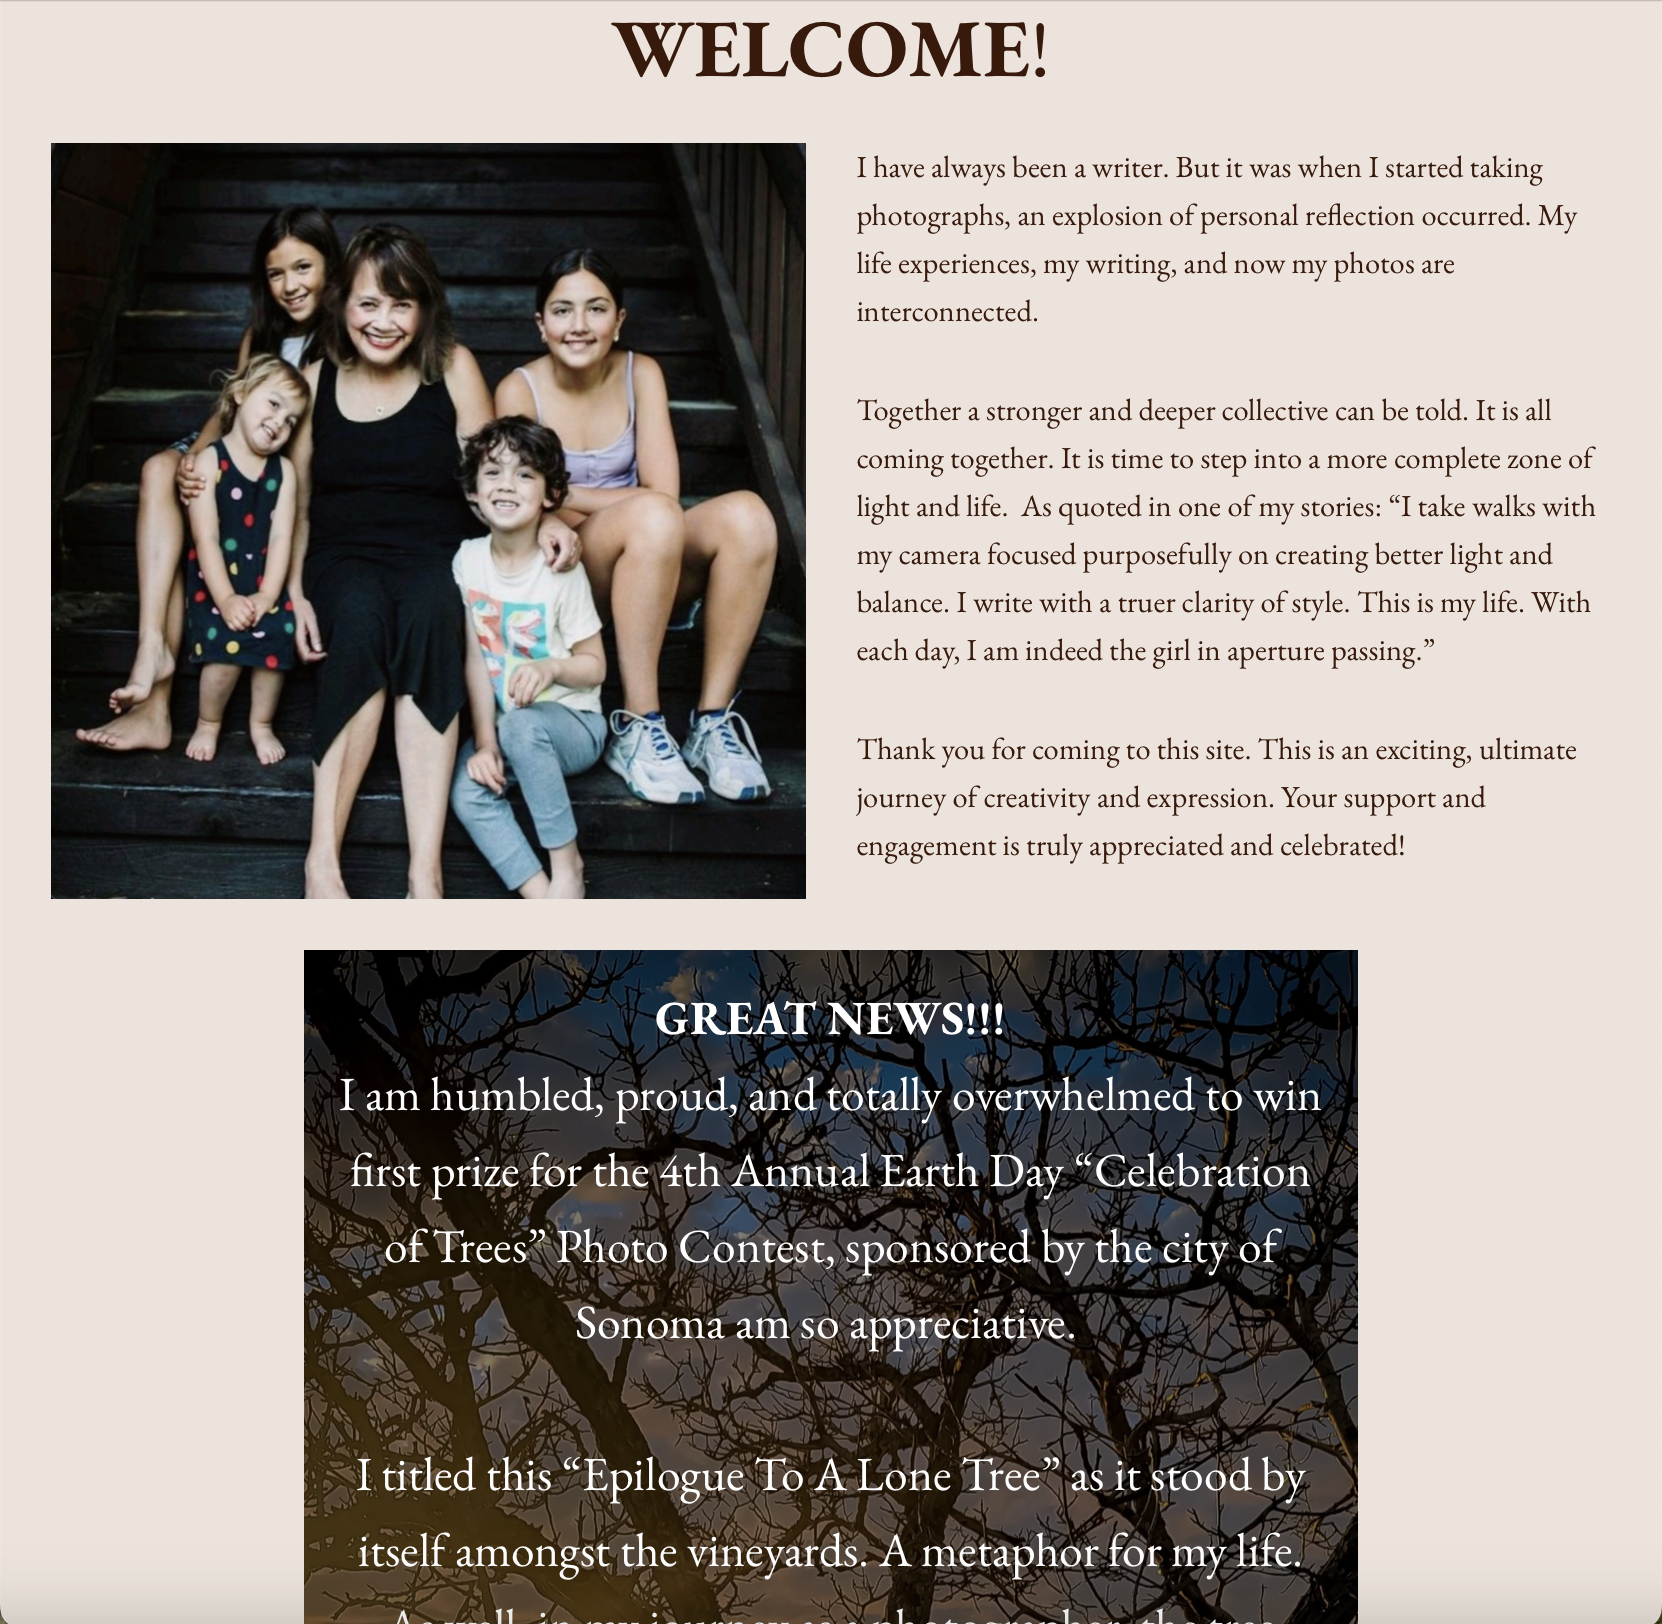 WELCOME!
I have always been a writer. But it was when I started taking
photographs, an explosion of personal reflection occurred. My
life experiences, my writing, and now my photos are
interconnected.
Together a stronger and deeper collective can be told. It is all
coming together. It is time to step into a more complete zone of
light and life.  As quoted in one of my stories: “I take walks with
my camera focused purposefully on creating better light and
balance. I write with a truer clarity of style. This is my life. With
each day, I am indeed the girl in aperture passing.”
Thank you for coming to this site. This is an exciting, ultimate
journey of creativity and expression. Your support and
engagement is truly appreciated and celebrated!
GREAT NEWS!!!
I am humbled, proud, and totally overwhelmed to win
first prize for the 4th Annual Earth Day “Celebration
of Trees” Photo Contest, sponsored by the city of
Sonoma am so appreciative.
I titled this “Epilogue To A Lone Tree” as it stood by
itself amongst the vineyards. A metaphor for my life.
As well, in my journey as a photographer, the tree